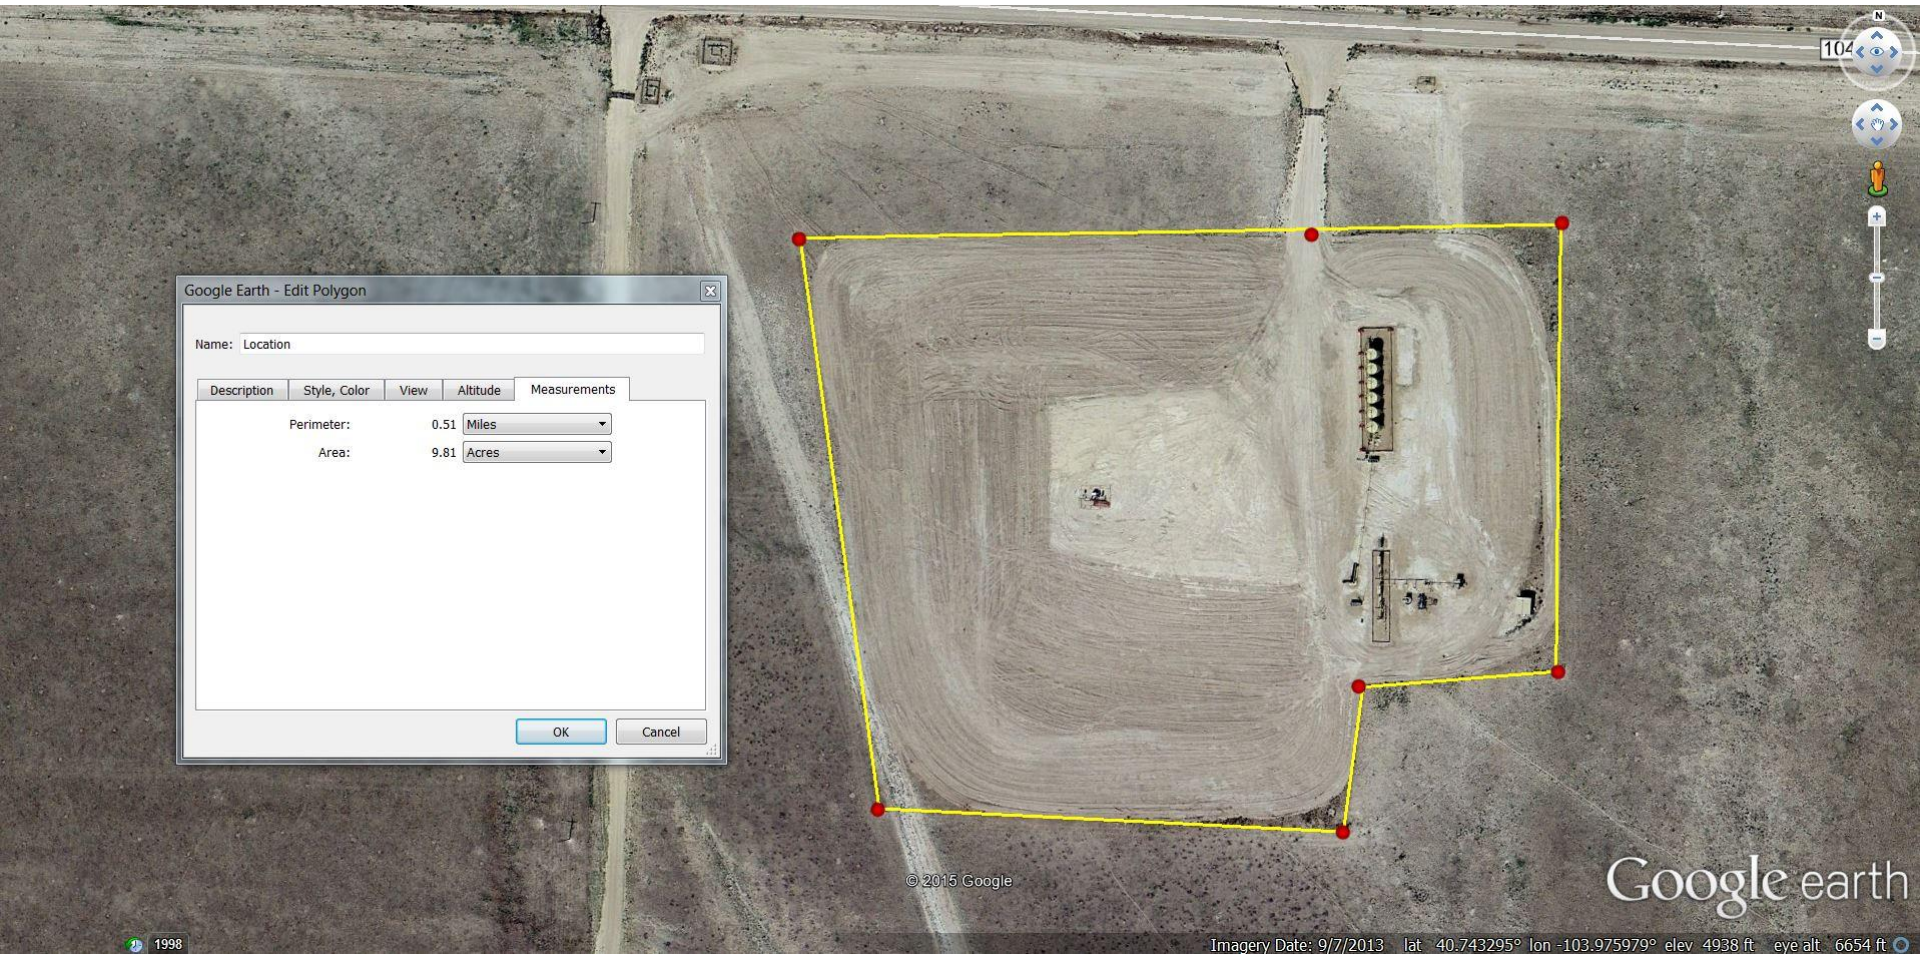 N
104
Google Earth - Edit Polygon
Name: Location
Description Style, Color View Altitude Measurements
Perimeter: 0.51 Miles
Area: 9.81 Acres
OK Cancel
© 2015 Google
Google earth
1998
Imagery Date: 9/7/2013 lat 40.743295° lon -103.975979° elev 4938 ft eye alt 6654 ft